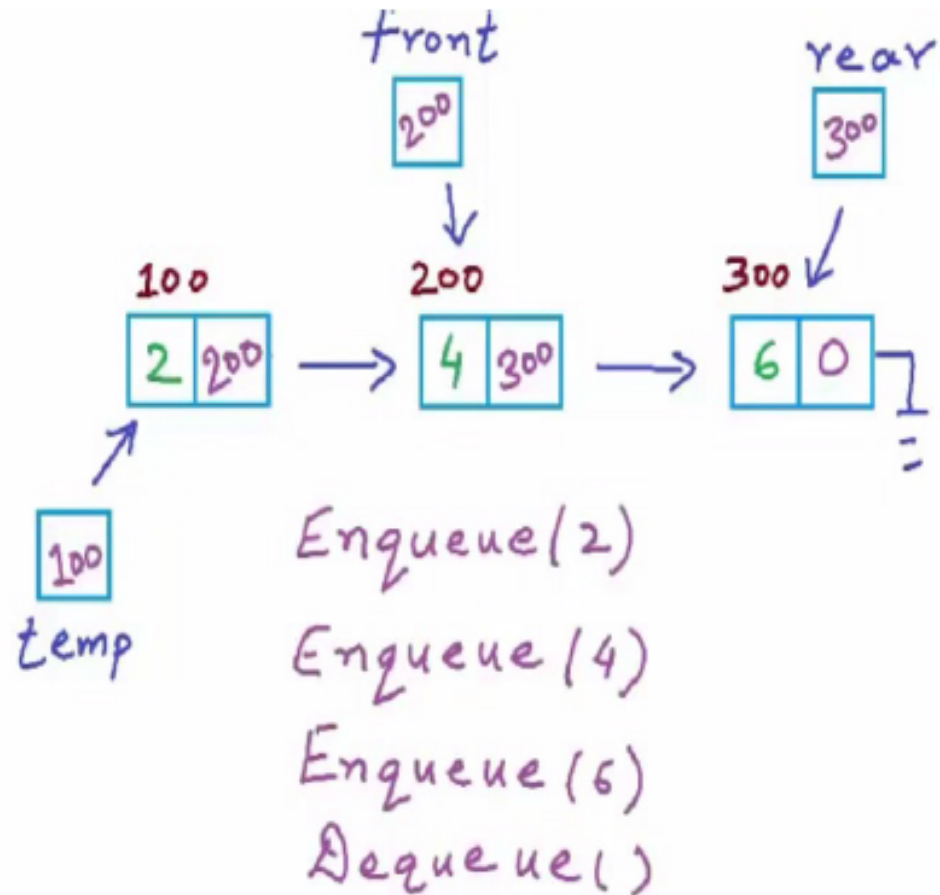 front
rear
200
300
100
200
300
2 200
4 300
6 0
100
temp
Enqueue(2)
Enqueue (4)
Enqueue (6)
Dequeue()